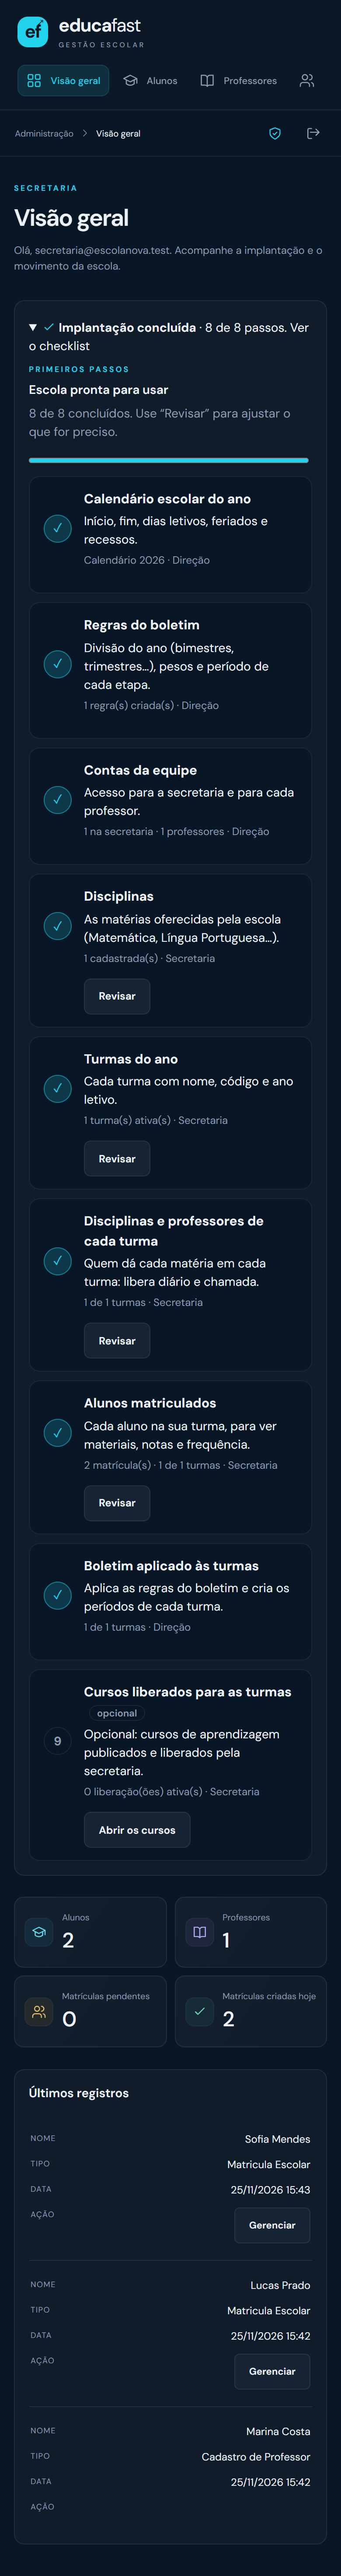 ef
educafast
GESTÃO ESCOLAR
Visão geral
Alunos
Professores
Administração
Visão geral
SECRETARIA
Visão geral
Olá, secretaria@escolanova.test. Acompanhe a implantação e o
movimento da escola.
Implantação concluída · 8 de 8 passos. Ver
o checklist
PRIMEIROS PASSOS
Escola pronta para usar
8 de 8 concluídos. Use “Revisar” para ajustar o
que for preciso.
Calendário escolar do ano
Início, fim, dias letivos, feriados e
recessos.
Calendário 2026 · Direção
Regras do boletim
Divisão do ano (bimestres,
trimestres…), pesos e período de
cada etapa.
1 regra(s) criada(s) · Direção
Contas da equipe
Acesso para a secretaria e para cada
professor.
1 na secretaria · 1 professores · Direção
Disciplinas
As matérias oferecidas pela escola
(Matemática, Língua Portuguesa…).
1 cadastrada(s) · Secretaria
Revisar
Turmas do ano
Cada turma com nome, código e ano
letivo.
1 turma(s) ativa(s) · Secretaria
Revisar
Disciplinas e professores de
cada turma
Quem dá cada matéria em cada
turma: libera diário e chamada.
1 de 1 turmas · Secretaria
Revisar
Alunos matriculados
Cada aluno na sua turma, para ver
materiais, notas e frequência.
2 matrícula(s) · 1 de 1 turmas · Secretaria
Revisar
Boletim aplicado às turmas
Aplica as regras do boletim e cria os
períodos de cada turma.
1 de 1 turmas · Direção
Cursos liberados para as turmas
opcional
9
Opcional: cursos de aprendizagem
publicados e liberados pela
secretaria.
0 liberação(ões) ativa(s) · Secretaria
Abrir os cursos
Alunos
2
Professores
1
Matrículas pendentes
0
Matrículas criadas hoje
2
Últimos registros
NOME Sofia Mendes
TIPO Matricula Escolar
DATA 25/11/2026 15:43
AÇÃO Gerenciar
NOME Lucas Prado
TIPO Matricula Escolar
DATA 25/11/2026 15:42
AÇÃO Gerenciar
NOME Marina Costa
TIPO Cadastro de Professor
DATA 25/11/2026 15:42
AÇÃO